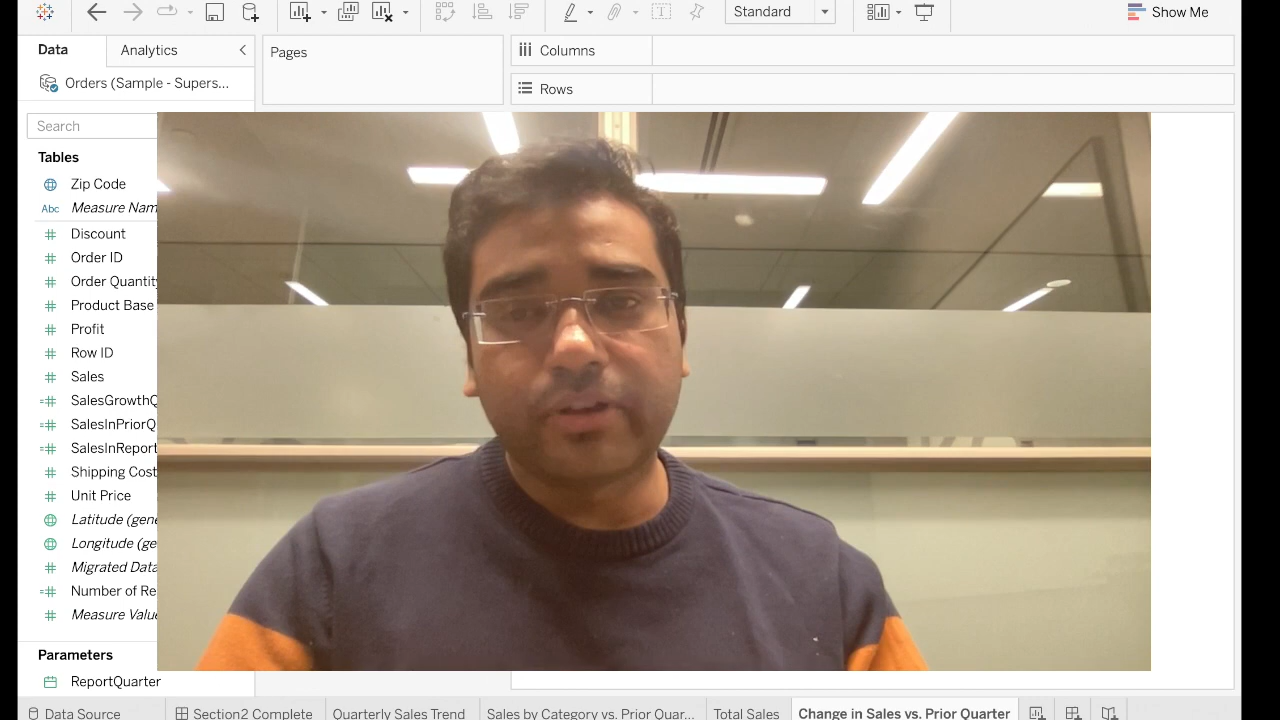 Standard
Show Me
Data
Analytics
Pages
Columns
Orders (Sample - Supers...
Rows
Search
Tables
Zip Code
Abc
Measure Nam
Discount
Order ID
Order Quantity
Product Base
Profit
Row ID
Sales
SalesGrowthQ
SalesInPriorQ
SalesInReport
Shipping Cost
Unit Price
Latitude (gene
Longitude (ge
Migrated Data
Number of Re
Measure Value
Parameters
ReportQuarter
Data Source
Section2 Complete
Quarterly Sales Trend
Sales by Category vs. Prior Quar...
Total Sales
Change in Sales vs. Prior Quarter